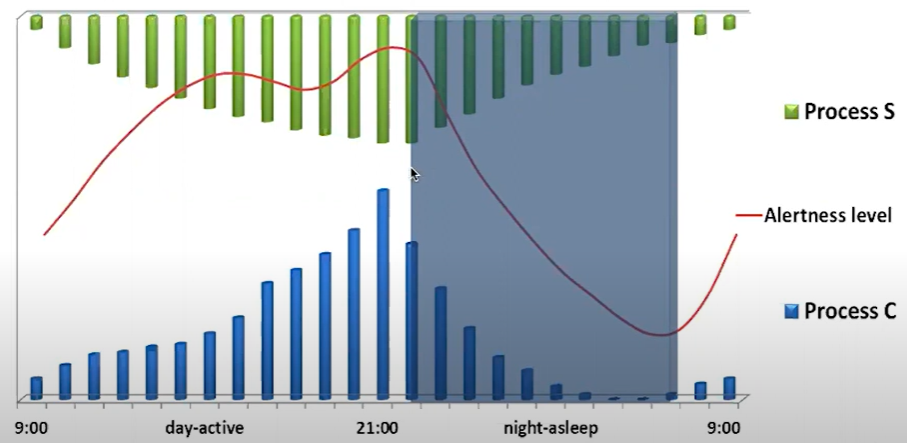 Process S
Alertness level
Process C
9:00 day-active 21:00 night-asleep 9:00